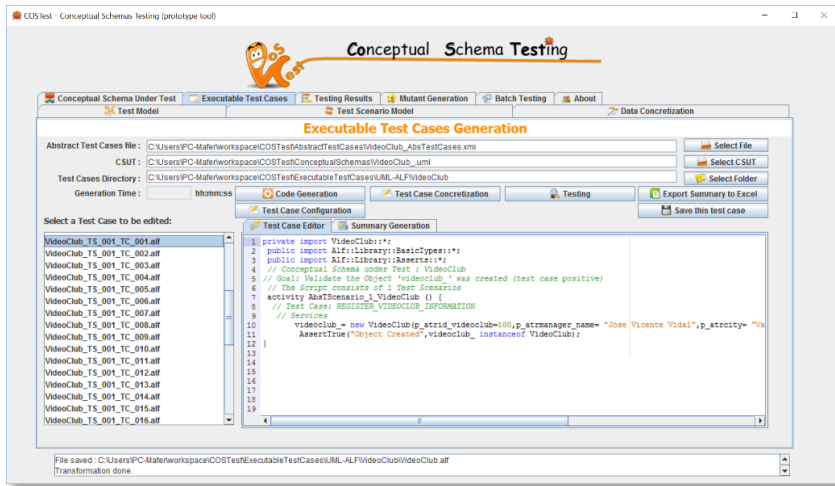 COSTest - Conceptual Schemas Testing (prototype tool)
CosTest
Conceptual Schema Testing
Conceptual Schema Under Test
Executable Test Cases
Testing Results
Mutant Generation
Batch Testing
About
Test Model
Test Scenario Model
Data Concretization
Executable Test Cases Generation
Abstract Test Cases file : C:\Users\PC-Mafer\workspace\COSTest\AbstractTestCases\VideoClub_AbsTestCases.xmi Select File
CSUT : C:\Users\PC-Mafer\workspace\COSTest\ConceptualSchemas\VideoClub_.uml Select CSUT
Test Cases Directory : C:\Users\PC-Mafer\workspace\COSTest\ExecutableTestCases\UML-ALF\VideoClub Select Folder
Generation Time : hh:mm:ss Code Generation Test Case Concretization Testing Export Summary to Excel
Test Case Configuration Save this test case
Select a Test Case to be edited:
Test Case Editor Summary Generation
VideoClub_TS_001_TC_001.alf
VideoClub_TS_001_TC_002.alf
VideoClub_TS_001_TC_003.alf
VideoClub_TS_001_TC_004.alf
VideoClub_TS_001_TC_005.alf
VideoClub_TS_001_TC_006.alf
VideoClub_TS_001_TC_007.alf
VideoClub_TS_001_TC_008.alf
VideoClub_TS_001_TC_009.alf
VideoClub_TS_001_TC_010.alf
VideoClub_TS_001_TC_011.alf
VideoClub_TS_001_TC_012.alf
VideoClub_TS_001_TC_013.alf
VideoClub_TS_001_TC_014.alf
VideoClub_TS_001_TC_015.alf
VideoClub_TS_001_TC_016.alf
1 private import VideoClub::*;
2 public import Alf::Library::BasicTypes::*;
3 public import Alf::Library::Asserts::*;
4 // Conceptual Schema under Test : VideoClub
5 // Goal: Validate the Object 'videoclub_' was created (test case positive)
6 // The Script consists of 1 Test Scenarios
7 activity AbsTScenario_1_VideoClub () {
8 // Test Case: REGISTER_VIDEOCLUB_INFORMATION
9 // Services
10 videoclub_= new VideoClub(p_atrid_videoclub=100,p_atrmanager_name= "Jose Vicente Vidal",p_atrcity= "Va
11 AssertTrue("Object Created",videoclub_ instanceof VideoClub);
12 }
13
14
15
16
17
18
19
File saved : C:\Users\PC-Mafer\workspace\COSTest\ExecutableTestCases\UML-ALF\VideoClub\VideoClub.alf
Transformation done.